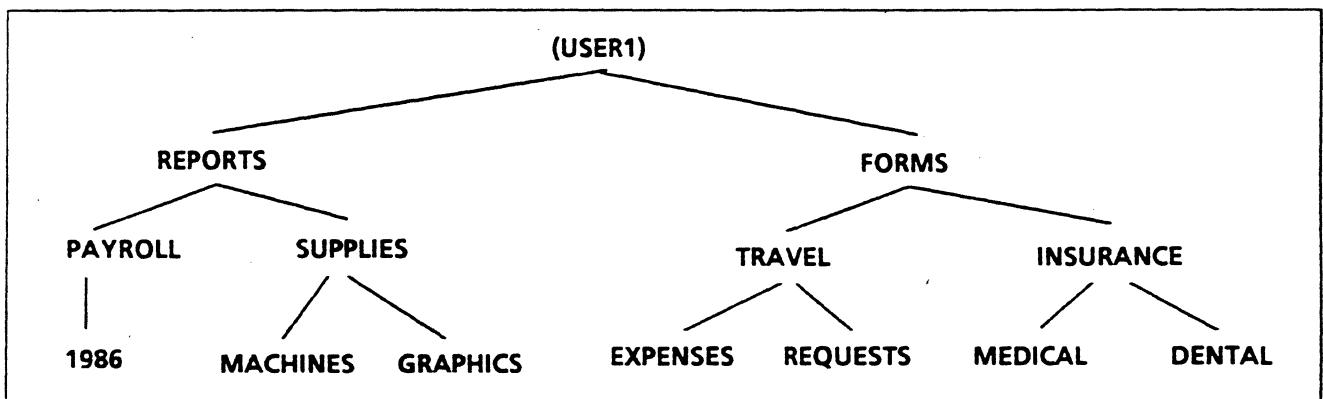 (USER1)
REPORTS FORMS
PAYROLL SUPPLIES TRAVEL INSURANCE
1986 MACHINES GRAPHICS EXPENSES REQUESTS MEDICAL DENTAL